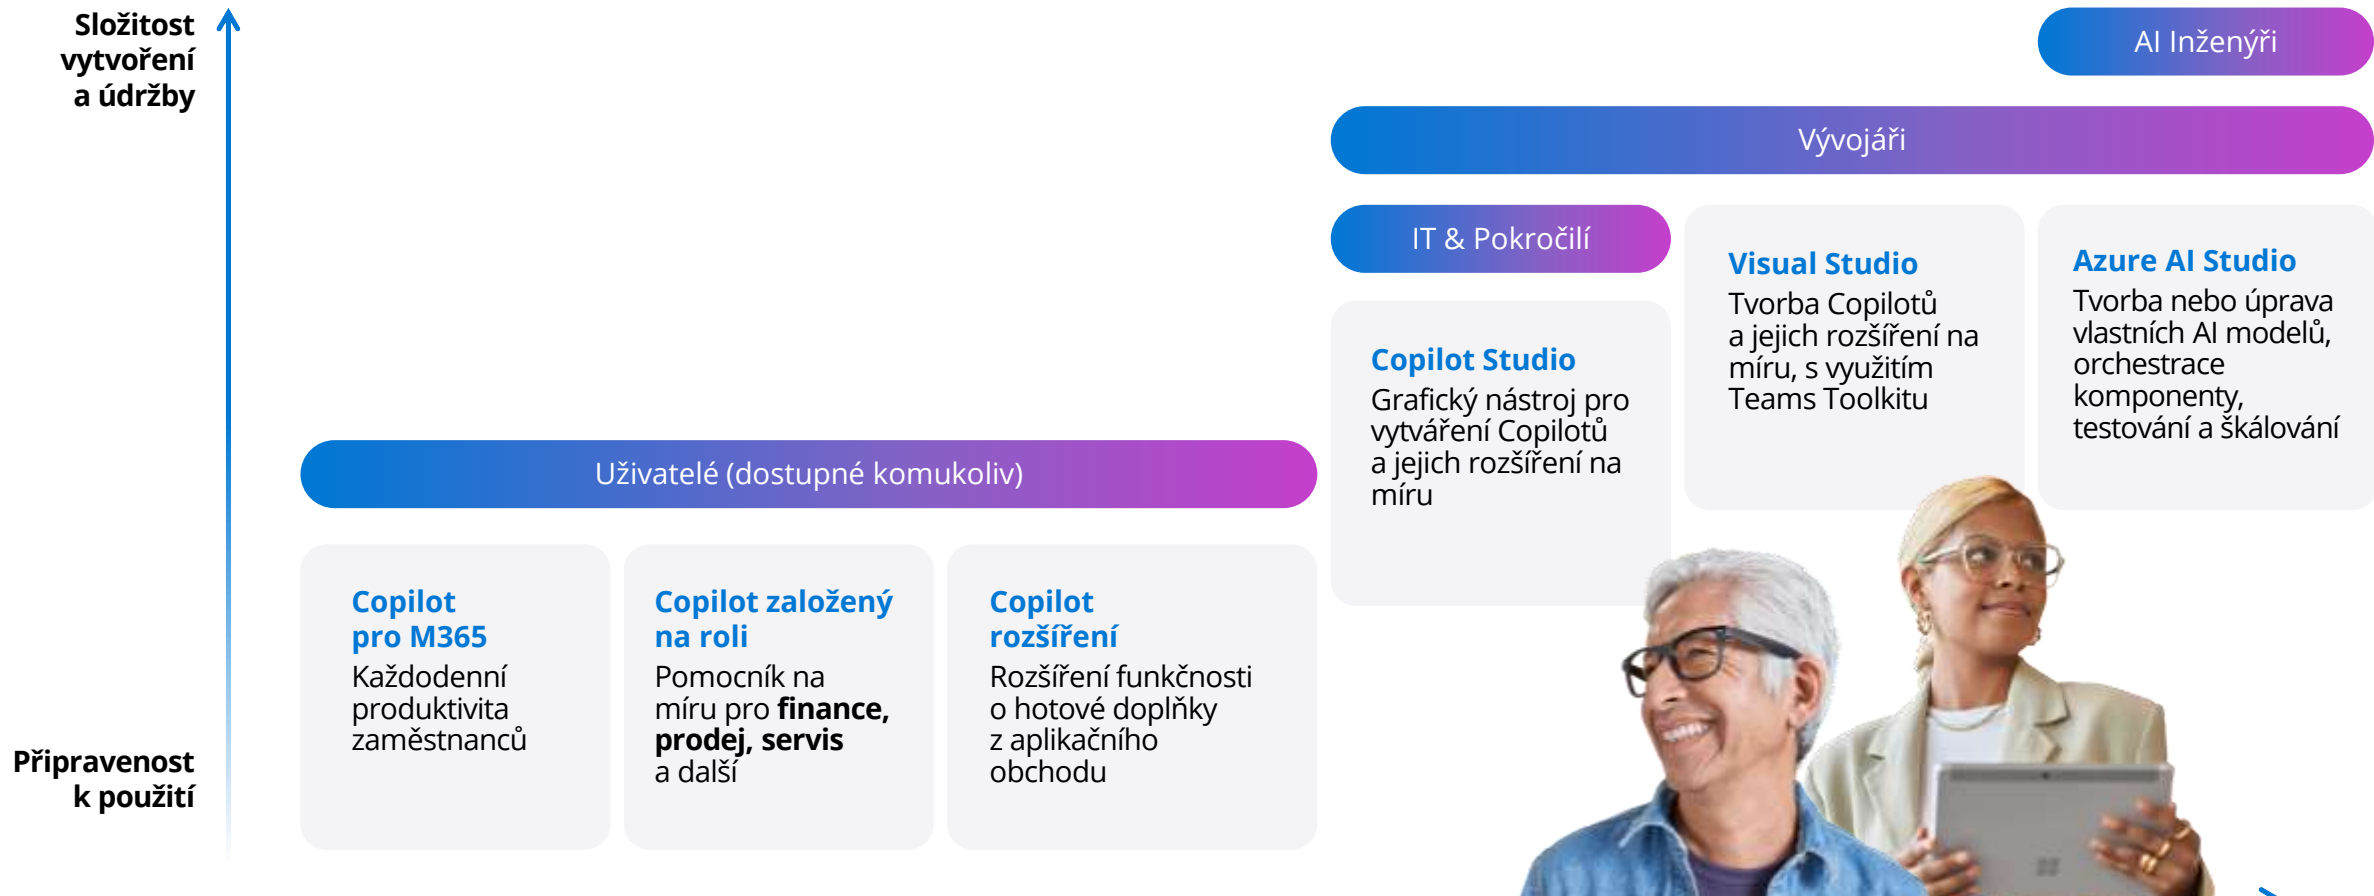 Složitost
vytvoření
a údržby
Připravenost
k použití
Uživatelé (dostupné komukoliv)
Copilot
pro M365
Každodenní
produktivita
zaměstnanců
Copilot založený
na roli
Pomocník na
míru pro finance,
prodej, servis
a další
Copilot
rozšíření
Rozšíření funkčnosti
o hotové doplňky
z aplikačního
obchodu
AI Inženýři
Vývojáři
IT & Pokročilí
Copilot Studio
Grafický nástroj pro
vytváření Copilotů
a jejich rozšíření na
míru
Visual Studio
Tvorba Copilotů
a jejich rozšíření na
míru, s využitím
Teams Toolkitu
Azure AI Studio
Tvorba nebo úprava
vlastních AI modelů,
orchestrace
komponenty,
testování a škálování